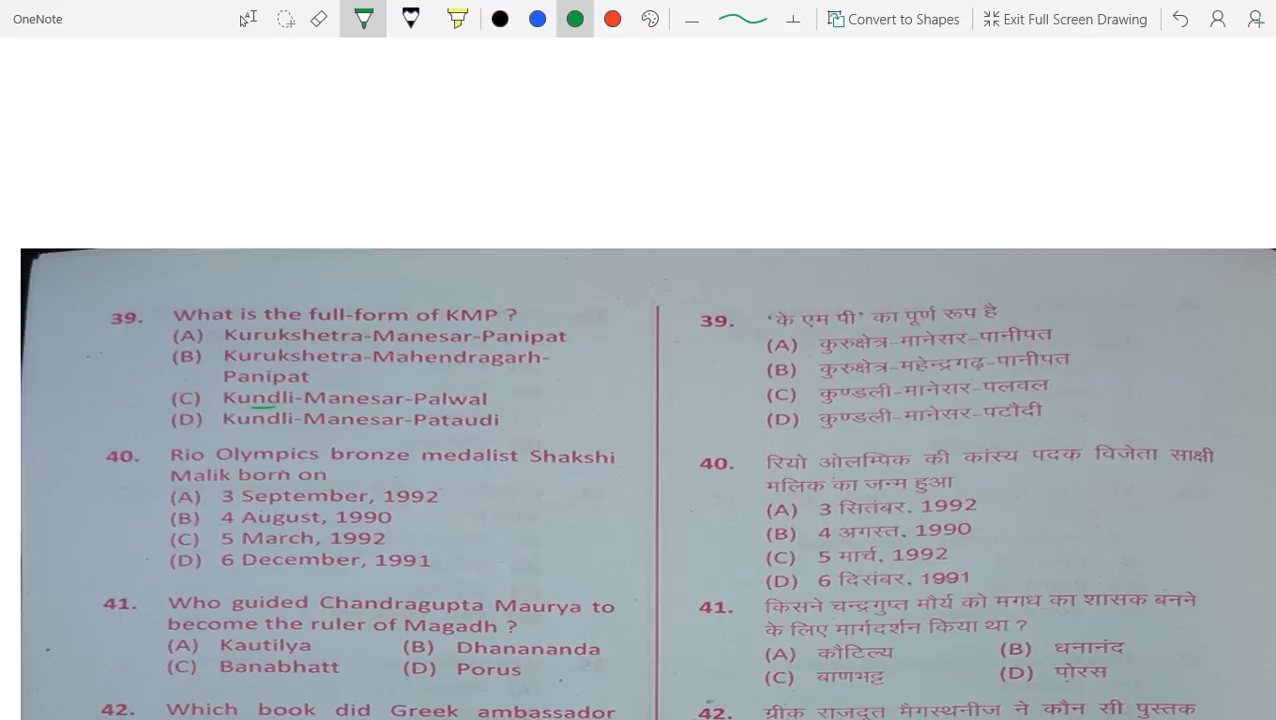 OneNote
Convert to Shapes
Exit Full Screen Drawing
39. What is the full-form of KMP ?
(A) Kurukshetra-Manesar-Panipat
(B) Kurukshetra-Mahendragarh-
Panipat
(C) Kundli-Manesar-Palwal
(D) Kundli-Manesar-Pataudi
40. Rio Olympics bronze medalist Shakshi
Malik born on
(A) 3 September, 1992
(B) 4 August, 1990
(C) 5 March, 1992
(D) 6 December, 1991
41. Who guided Chandragupta Maurya to
become the ruler of Magadh ?
(A) Kautilya (B) Dhanananda
(C) Banabhatt (D) Porus
42. Which book did Greek ambassador
39. ‘के एम पी’ का पूर्ण रूप है
(A) कुरुक्षेत्र-मानेसर-पानीपत
(B) कुरुक्षेत्र-महेन्द्रगढ़-पानीपत
(C) कुण्डली-मानेसर-पलवल
(D) कुण्डली-मानेसर-पटौदी
40. रियो ओलम्पिक की कांस्य पदक विजेता साक्षी
मलिक का जन्म हुआ
(A) 3 सितंबर, 1992
(B) 4 अगस्त, 1990
(C) 5 मार्च, 1992
(D) 6 दिसंबर, 1991
41. किसने चन्द्रगुप्त मौर्य को मगध का शासक बनने
के लिए मार्गदर्शन किया था ?
(A) कौटिल्य (B) धनानंद
(C) बाणभट्ट (D) पोरस
42. ग्रीक राजदूत मैगस्थनीज ने कौन सी पुस्तक